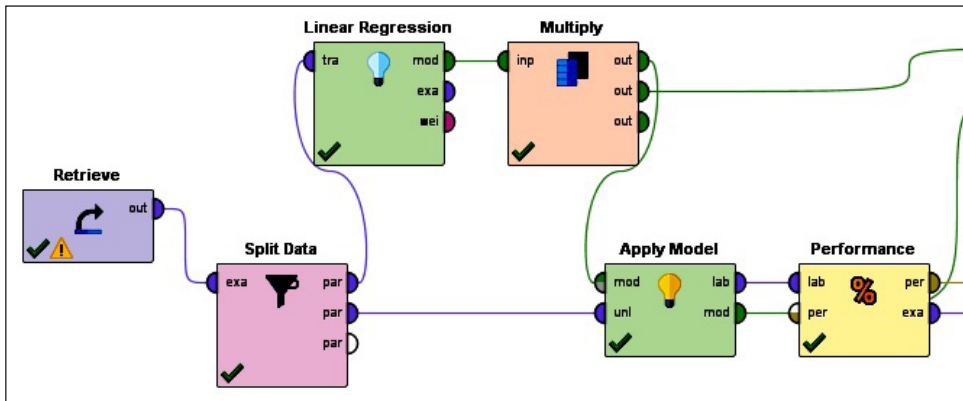 Linear Regression
tra
mod
exa
wei
Multiply
inp
out
out
out
Retrieve
out
Split Data
exa
par
par
par
Apply Model
mod
unl
lab
mod
Performance
lab
per
%
per
exa